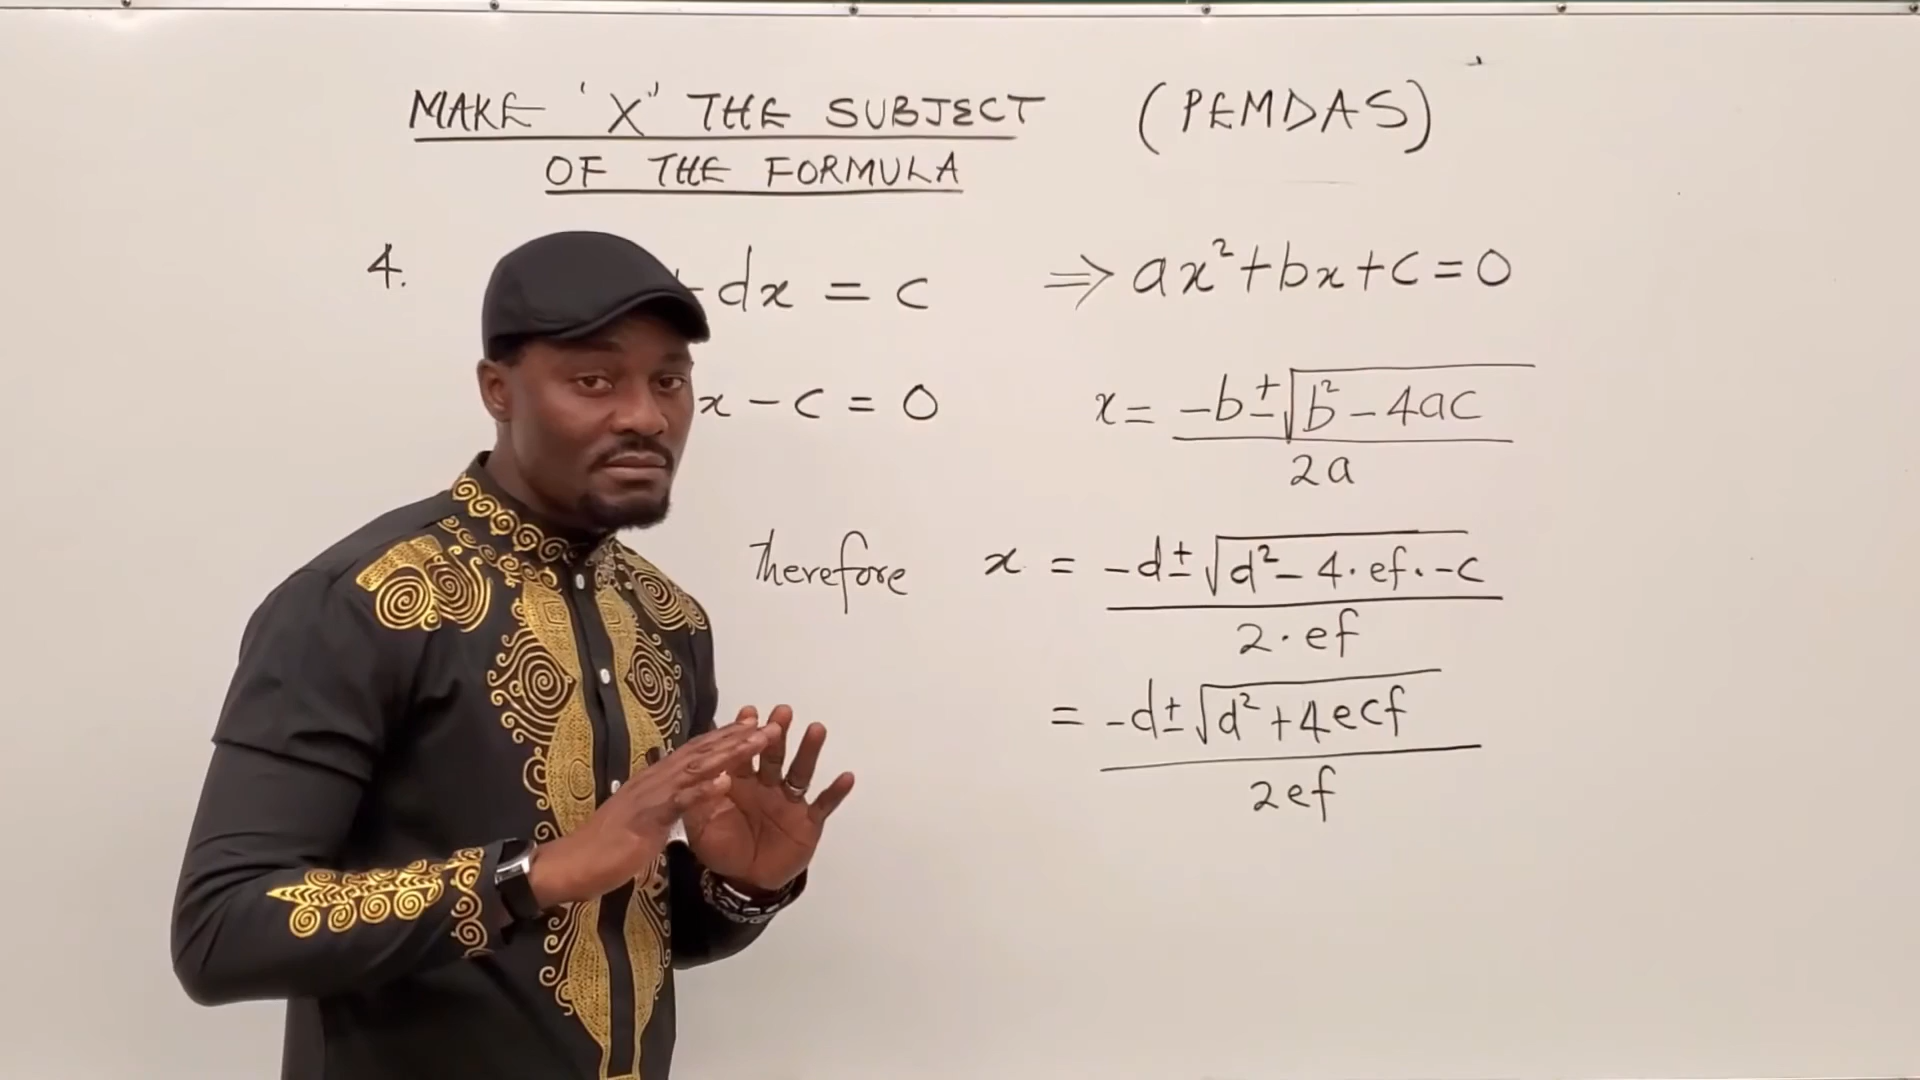 MAKE 'X' THE SUBJECT (PEMDAS)
OF THE FORMULA
4. + dx = c ⇒ ax²+bx+c=0
x - c = 0
x = -b±√b²-4ac
2a
Therefore x = -d±√d²-4·ef·-c
2·ef
= -d±√d²+4ecf
2ef